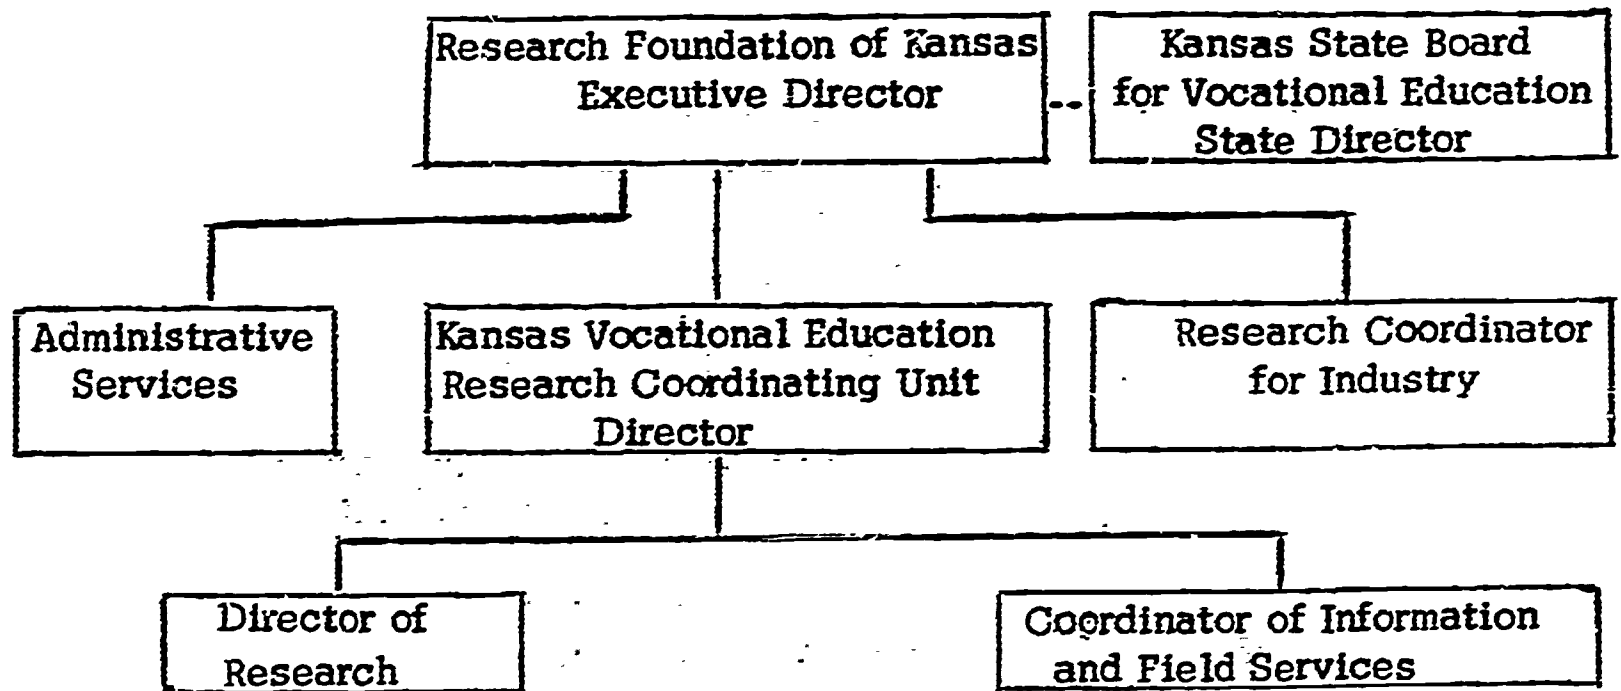 Research Foundation of Kansas
Executive Director
Kansas State Board
for Vocational Education
State Director
Administrative
Services
Kansas Vocational Education
Research Coordinating Unit
Director
Research Coordinator
for Industry
Director of
Research
Coordinator of Information
and Field Services